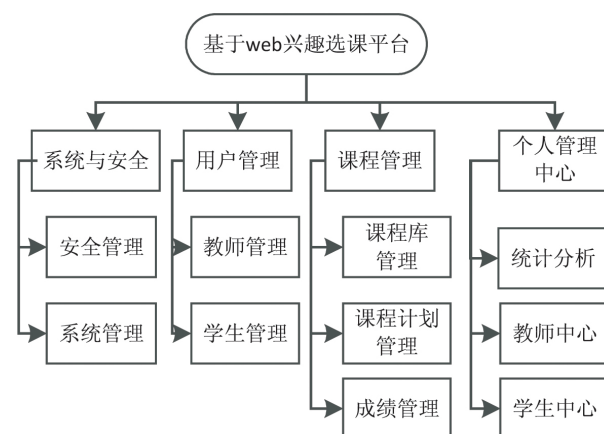 基于web兴趣选课平台
系统与安全
用户管理
课程管理
个人管理
中心
安全管理
教师管理
课程库
管理
统计分析
系统管理
学生管理
课程计划
管理
教师中心
成绩管理
学生中心